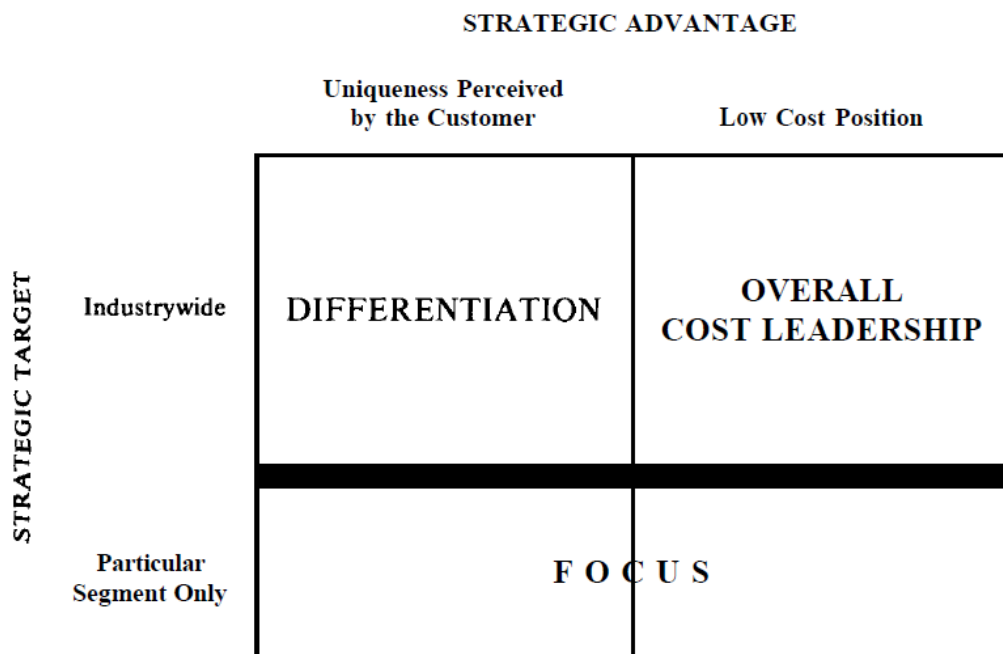 STRATEGIC ADVANTAGE
Uniqueness Perceived
by the Customer
Low Cost Position
STRATEGIC TARGET
Industrywide
DIFFERENTIATION
OVERALL
COST LEADERSHIP
Particular
Segment Only
F O C U S